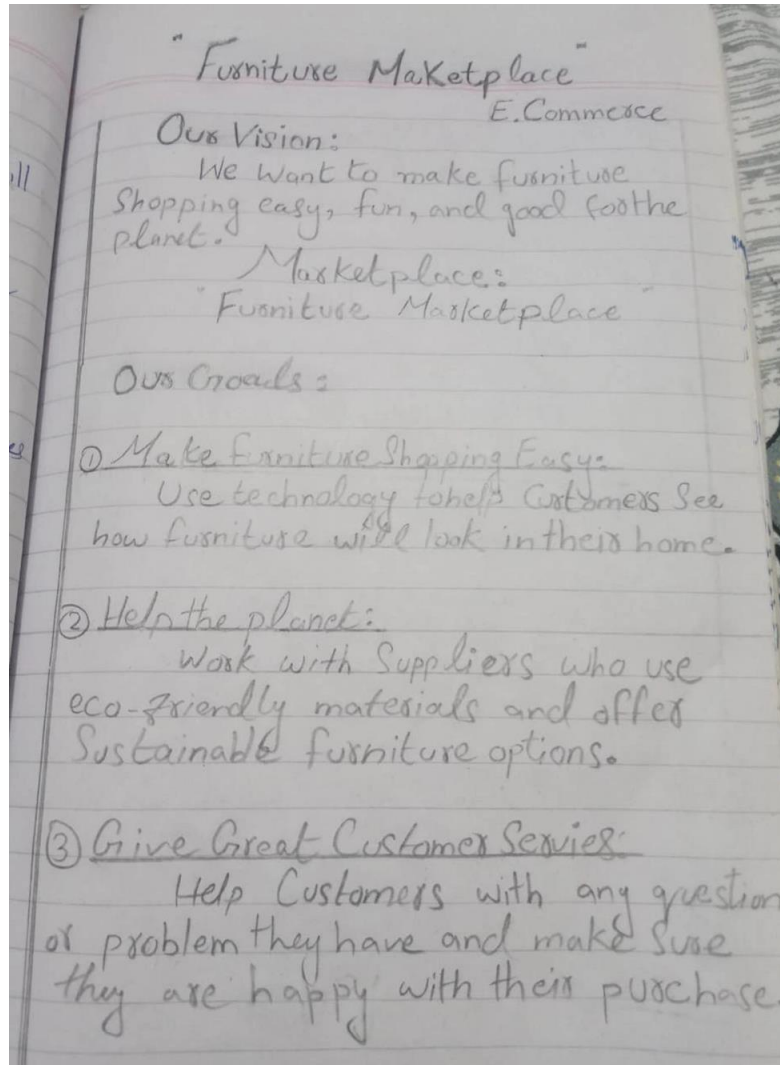 "Furniture Maketplace"
E.Commerce
Our Vision:
We want to make furniture
Shopping easy, fun, and good for the
planet.
Marketplace:
"Furniture Marketplace"
Our Goals:
① Make Furniture Shopping Easy:
Use technology to help Customers See
how furniture will look in their home.
② Help the planet:
Work with Suppliers who use
eco-friendly materials and offer
Sustainable furniture options.
③ Give Great Customer Servies:
Help Customers with any question
or problem they have and make Sure
they are happy with their purchase